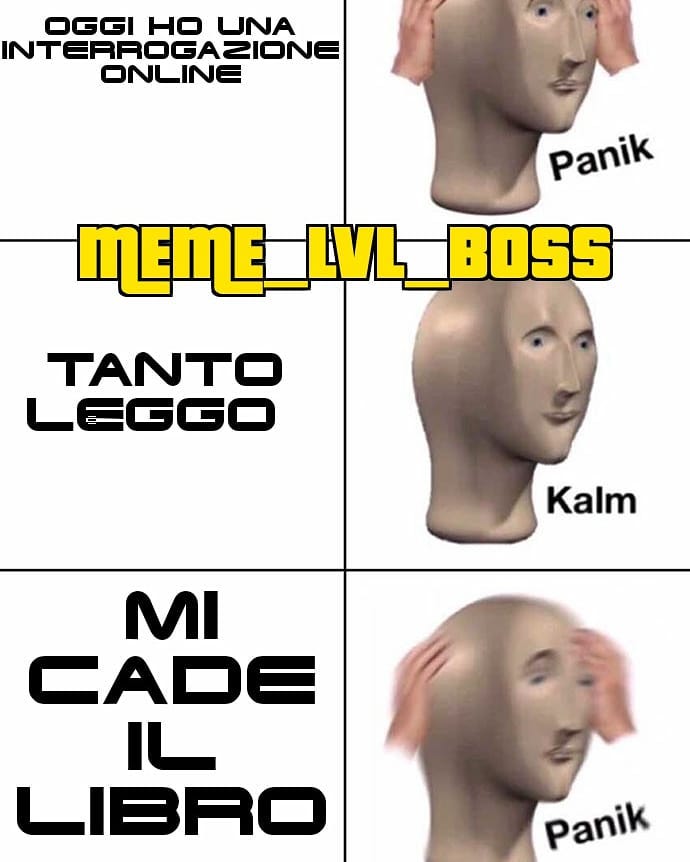 OGGI HO UNA
INTERROGAZIONE
ONLINE
Panik
MEME_LVL_BOSS
TANTO
LEGGO
Kalm
MI
CADE
IL
LIBRO
Panik